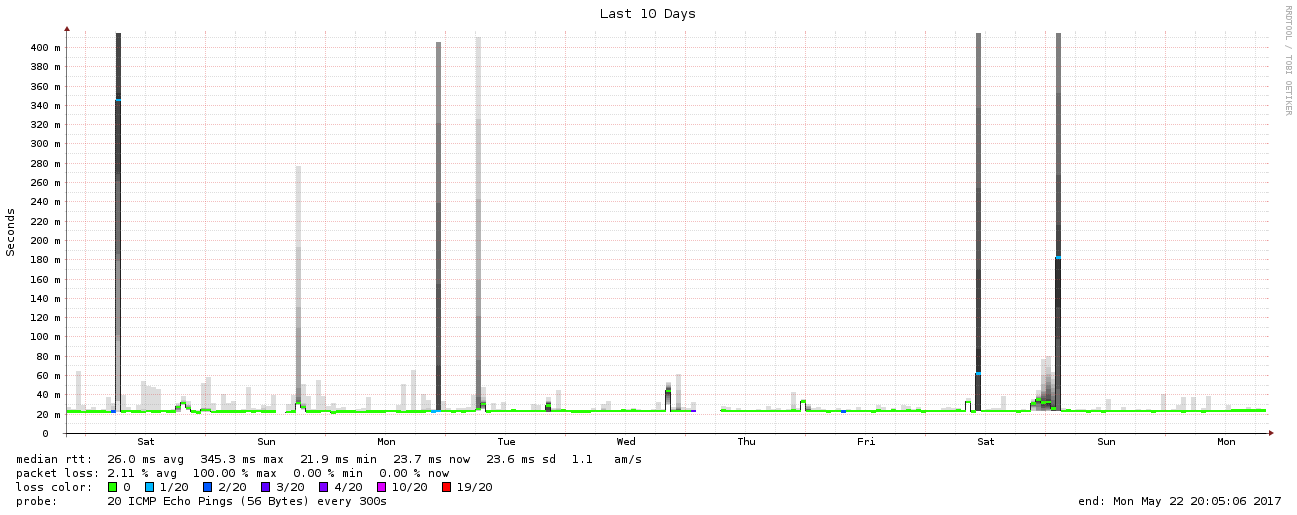 Last 10 Days
RRDTOOL / TOBI OETIKER
Seconds
400 m
380 m
360 m
340 m
320 m
300 m
280 m
260 m
240 m
220 m
200 m
180 m
160 m
140 m
120 m
100 m
80 m
60 m
40 m
20 m
0
Sat Sun Mon Tue Wed Thu Fri Sat Sun Mon
median rtt: 26.0 ms avg 345.3 ms max 21.9 ms min 23.7 ms now 23.6 ms sd 1.1 am/s
packet loss: 2.11 % avg 100.00 % max 0.00 % min 0.00 % now
loss color: 0 1/20 2/20 3/20 4/20 10/20 19/20
probe: 20 ICMP Echo Pings (56 Bytes) every 300s end: Mon May 22 20:05:06 2017